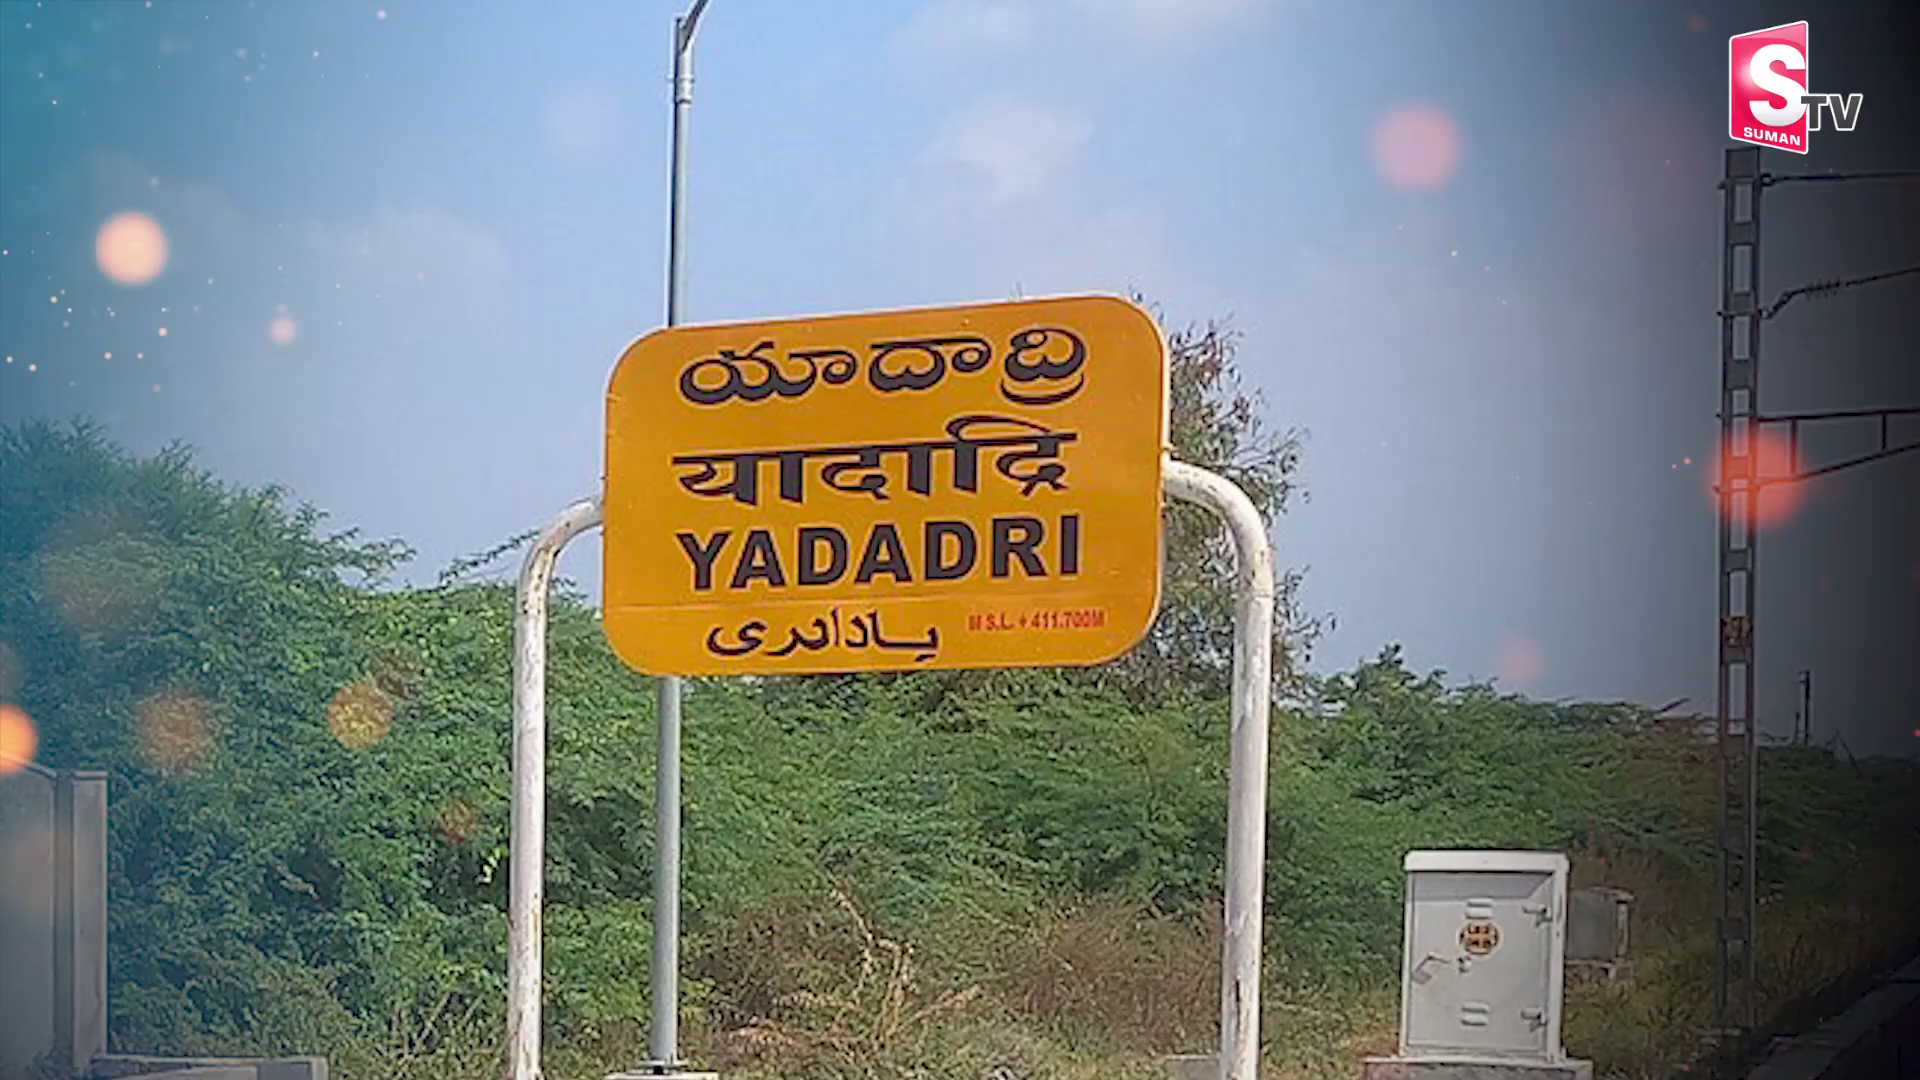 S TV
SUMAN
యాదాద్రి
यादाद्रि
YADADRI
یادادری
M S.L. + 411.700M